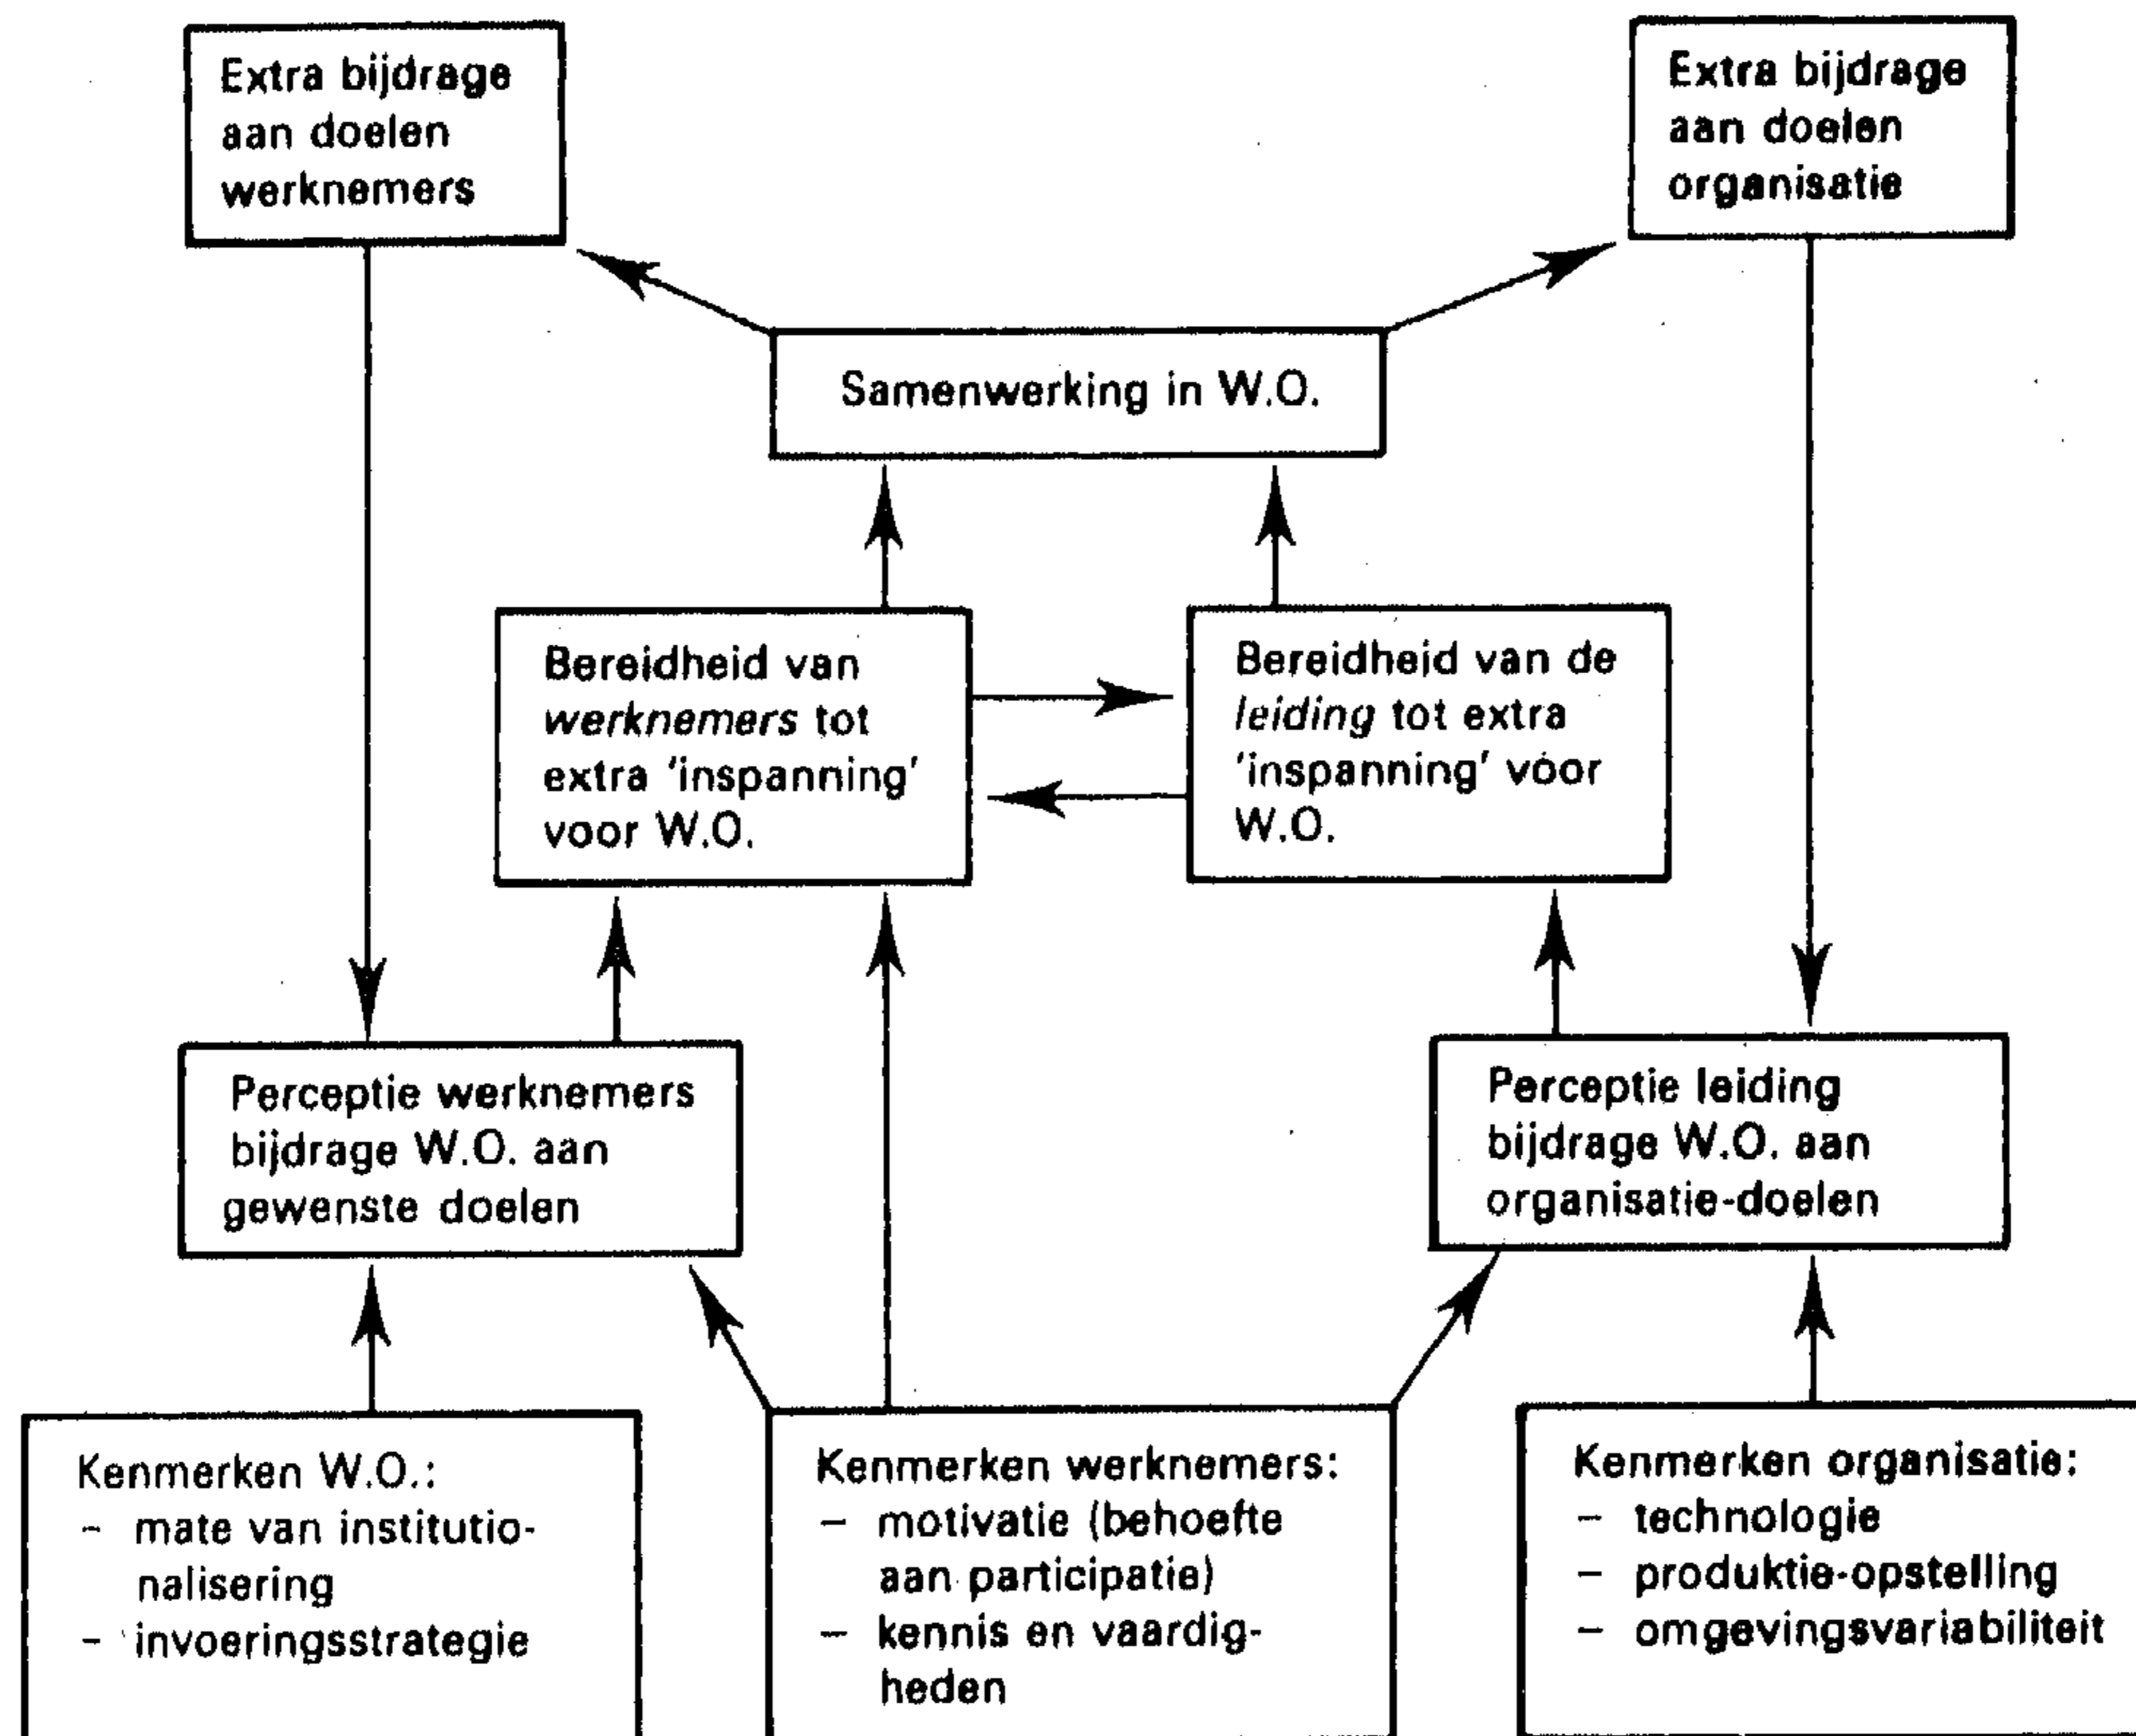 Extra bijdrage
aan doelen
werknemers
Extra bijdrage
aan doelen
organisatie
Samenwerking in W.O.
Bereidheid van
werknemers tot
extra 'inspanning'
voor W.O.
Bereidheid van de
leiding tot extra
'inspanning' voor
W.O.
Perceptie werknemers
bijdrage W.O. aan
gewenste doelen
Perceptie leiding
bijdrage W.O. aan
organisatie-doelen
Kenmerken W.O.:
- mate van institutio-
nalisering
- invoeringsstrategie
Kenmerken werknemers:
- motivatie (behoefte
aan participatie)
- kennis en vaardig-
heden
Kenmerken organisatie:
- technologie
- produktie-opstelling
- omgevingsvariabiliteit